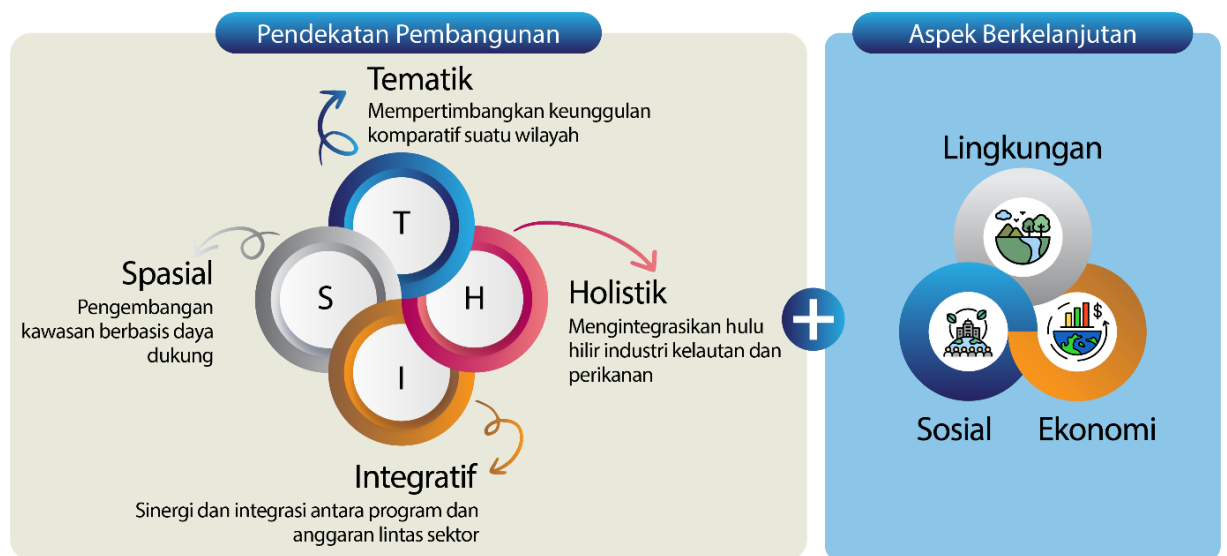 Pendekatan Pembangunan
Tematik
Mempertimbangkan keunggulan
komparatif suatu wilayah
T
S
H
I
Spasial
Pengembangan
kawasan berbasis daya
dukung
Holistik
Mengintegrasikan hulu
hilir industri kelautan dan
perikanan
Integratif
Sinergi dan integrasi antara program dan
anggaran lintas sektor
+
Aspek Berkelanjutan
Lingkungan
$
Sosial
Ekonomi